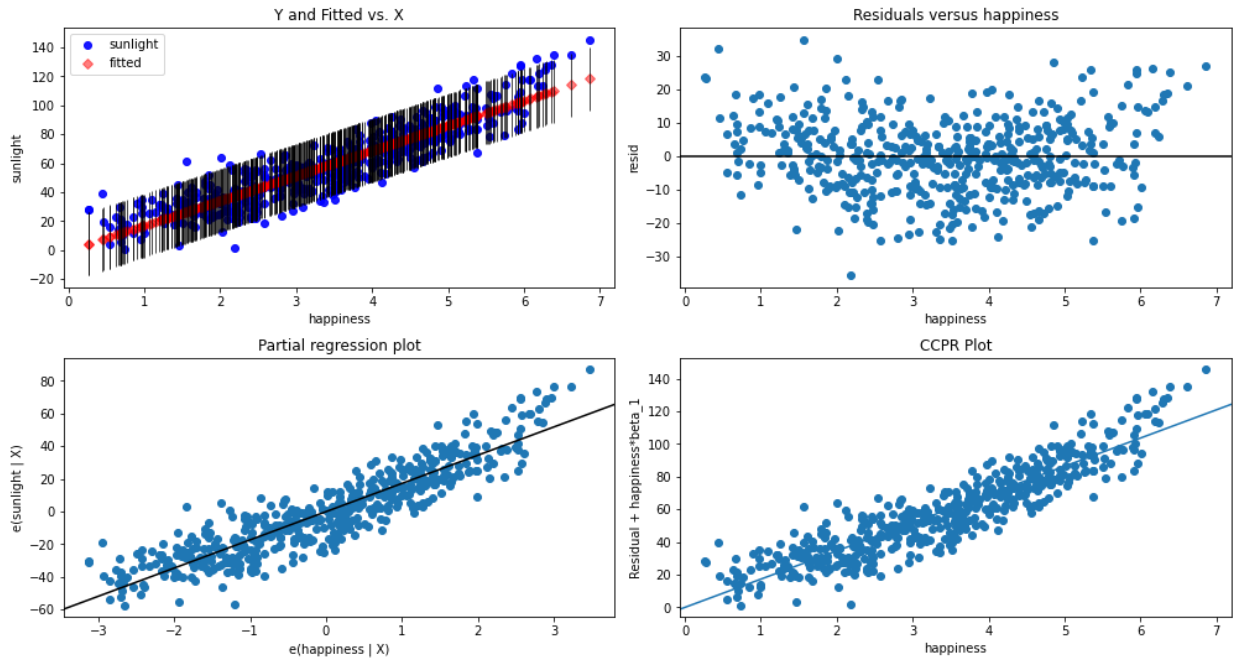 Y and Fitted vs. X
sunlight
fitted
sunlight
140
120
100
80
60
40
20
0
−20
0 1 2 3 4 5 6 7
happiness
Residuals versus happiness
resid
30
20
10
0
−10
−20
−30
0 1 2 3 4 5 6 7
happiness
Partial regression plot
e(sunlight | X)
80
60
40
20
0
−20
−40
−60
−3 −2 −1 0 1 2 3
e(happiness | X)
CCPR Plot
Residual + happiness*beta_1
140
120
100
80
60
40
20
0
0 1 2 3 4 5 6 7
happiness